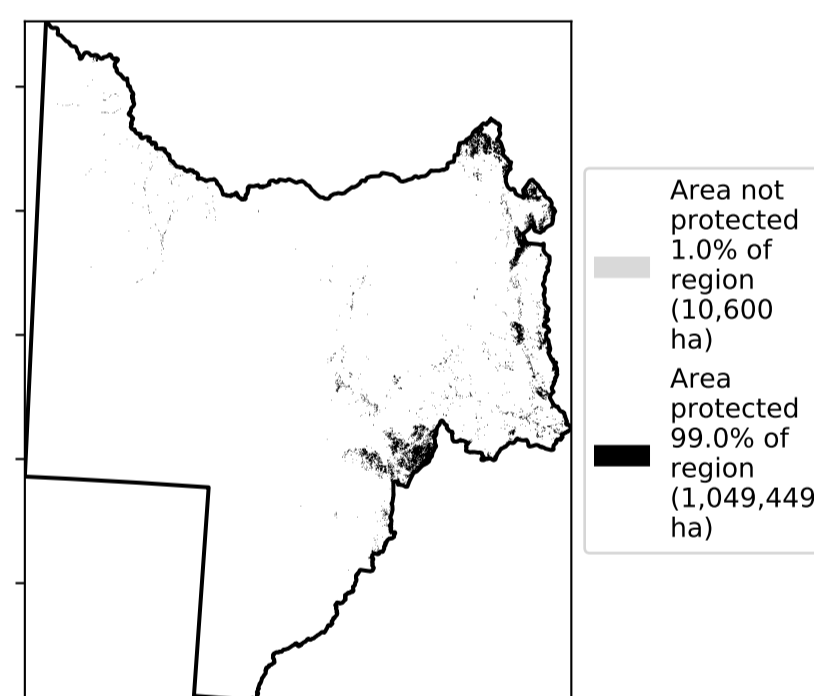 Area not
protected
1.0% of
region
(10,600
ha)
Area
protected
99.0% of
region
(1,049,449
ha)